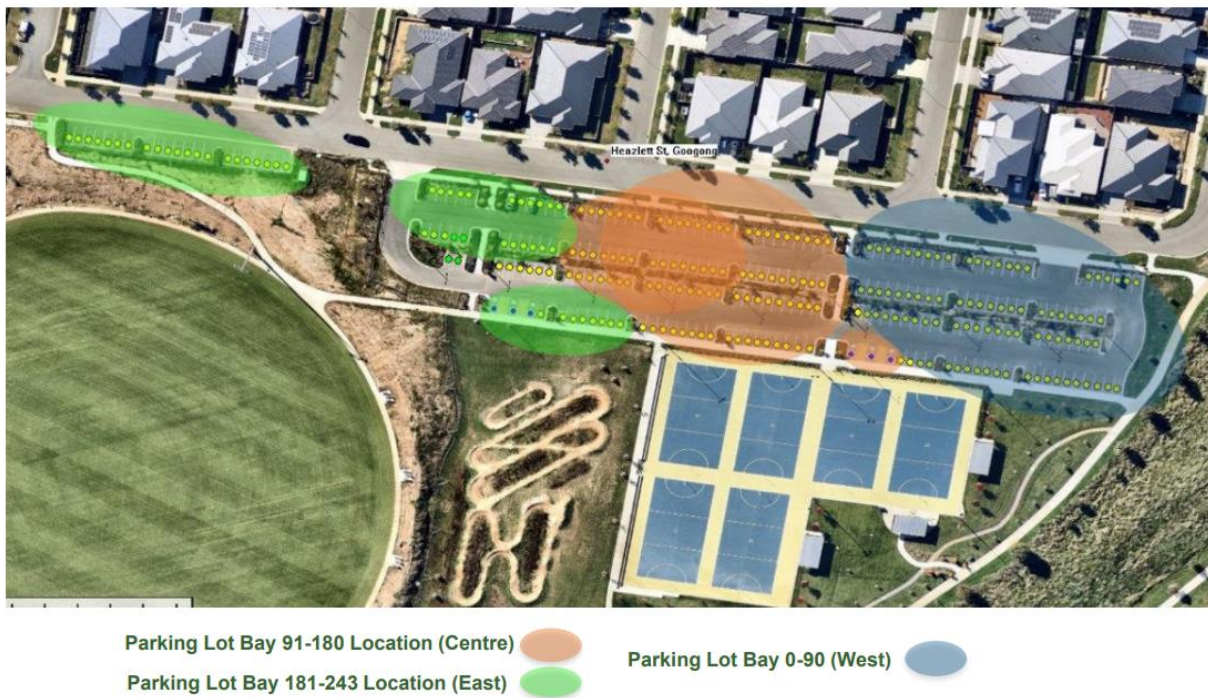 Heazlett St, Googong
Parking Lot Bay 91-180 Location (Centre)
Parking Lot Bay 0-90 (West)
Parking Lot Bay 181-243 Location (East)